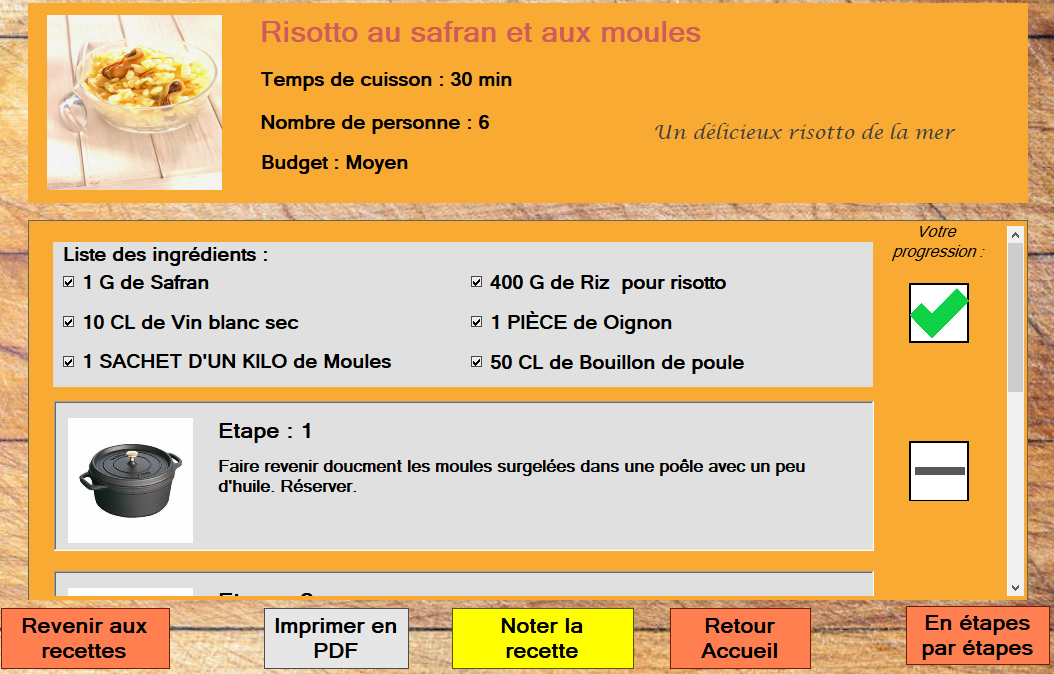 Risotto au safran et aux moules
Temps de cuisson : 30 min
Nombre de personne : 6
Un délicieux risotto de la mer
Budget : Moyen
Votre
progression :
Liste des ingrédients :
1 G de Safran
400 G de Riz  pour risotto
10 CL de Vin blanc sec
1 PIÈCE de Oignon
1 SACHET D'UN KILO de Moules
50 CL de Bouillon de poule
Etape : 1
Faire revenir doucment les moules surgelées dans une poêle avec un peu
d'huile. Réserver.
Revenir aux
recettes
Imprimer en
PDF
Noter la
recette
Retour
Accueil
En étapes
par étapes